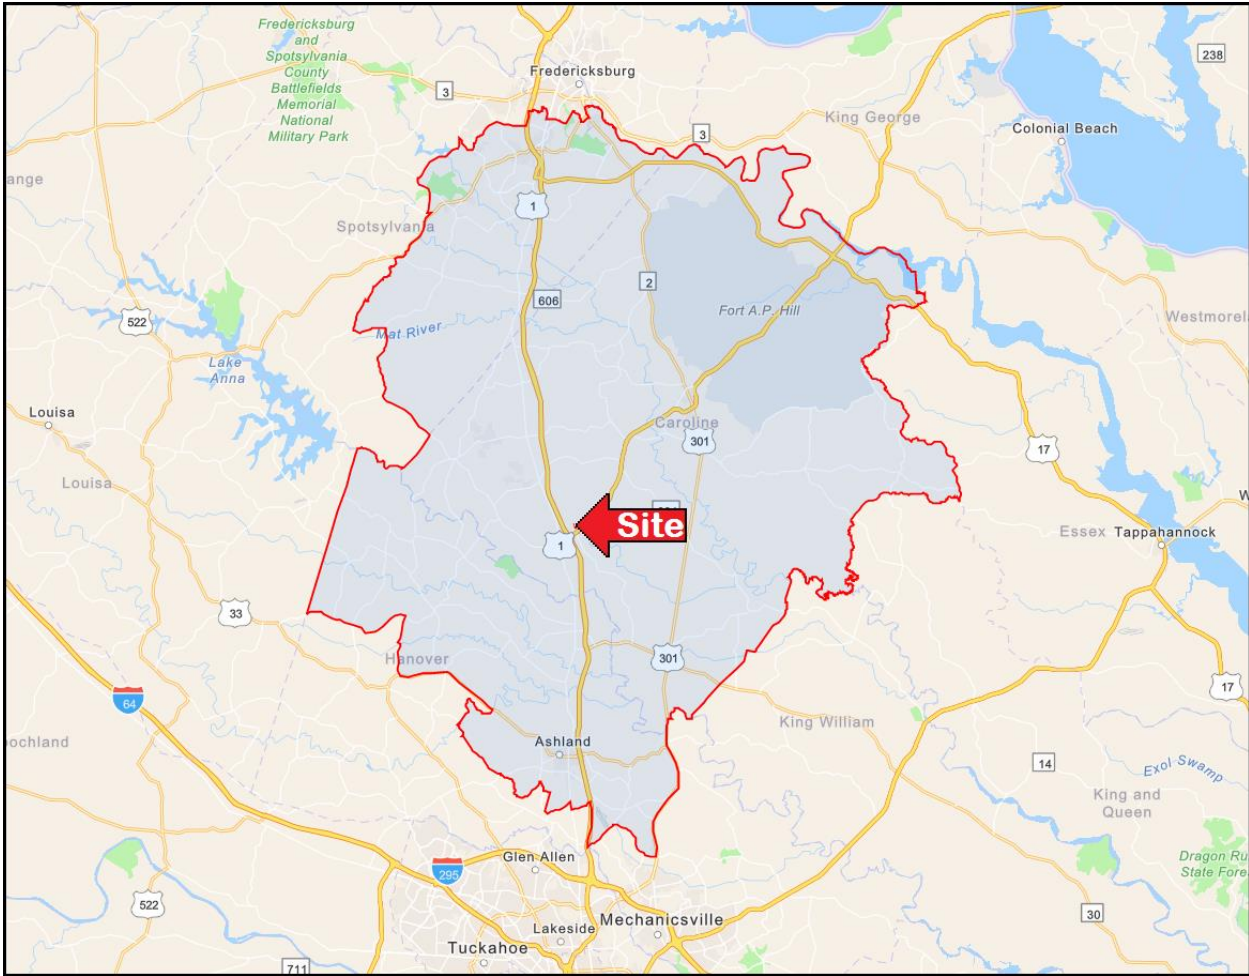 Fredericksburg
and
Spotsylvania
County
Battlefields
Memorial
National
Military Park
Fredericksburg
238
3
3
King George
Colonial Beach
ange
1
Spotsylvania
2
606
Fort A.P. Hill
Mat River
Westmorel
522
Lake
Anna
Louisa
Caroline
301
17
Louisa
Site
W
1
Essex
Tappahannock
33
Hanover
301
17
64
King William
ochland
Ashland
14
Exol Swamp
King and
Queen
Glen Allen
295
Dragon Ru
State Fores
522
30
Lakeside
Mechanicsville
Tuckahoe
711